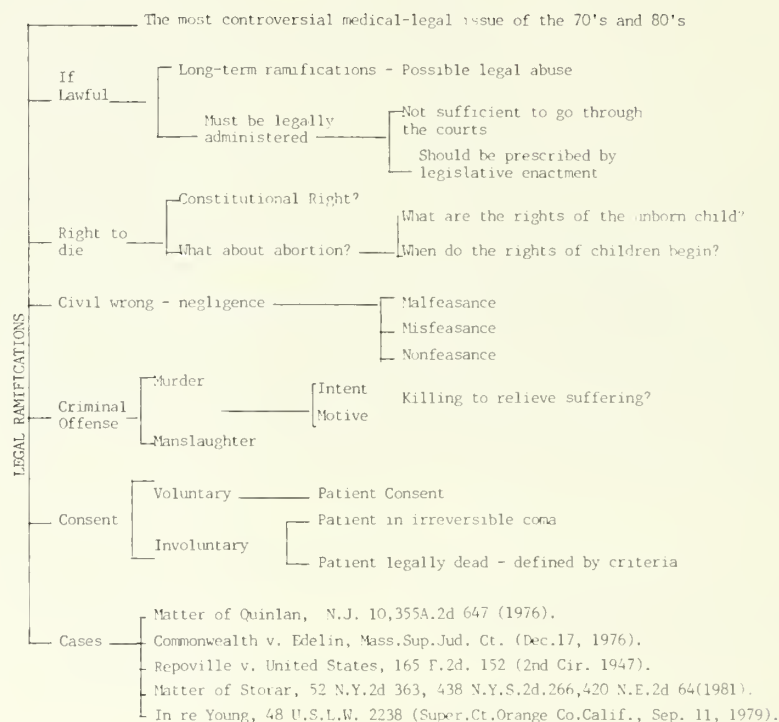 The most controversial medical-legal issue of the 70's and 80's
If
Lawful
Long-term ramifications - Possible legal abuse
Must be legally
administered
Not sufficient to go through
the courts
Should be prescribed by
legislative enactment
Right to
die
Constitutional Right?
What about abortion?
What are the rights of the unborn child?
When do the rights of children begin?
Civil wrong - negligence
Malfeasance
Misfeasance
Nonfeasance
LEGAL RAMIFICATIONS
Criminal
Offense
Murder
Manslaughter
Intent
Motive
Killing to relieve suffering?
Consent
Voluntary
Patient Consent
Involuntary
Patient in irreversible coma
Patient legally dead - defined by criteria
Cases
Matter of Quinlan, N.J. 10,355A.2d 647 (1976).
Commonwealth v. Edelin, Mass.Sup.Jud. Ct. (Dec.17, 1976).
Repoville v. United States, 165 F.2d. 152 (2nd Cir. 1947).
Matter of Storar, 52 N.Y.2d 363, 438 N.Y.S.2d.266,420 N.E.2d 64(1981).
In re Young, 48 U.S.L.W. 2238 (Super.Ct.Orange Co.Calif., Sep. 11, 1979).